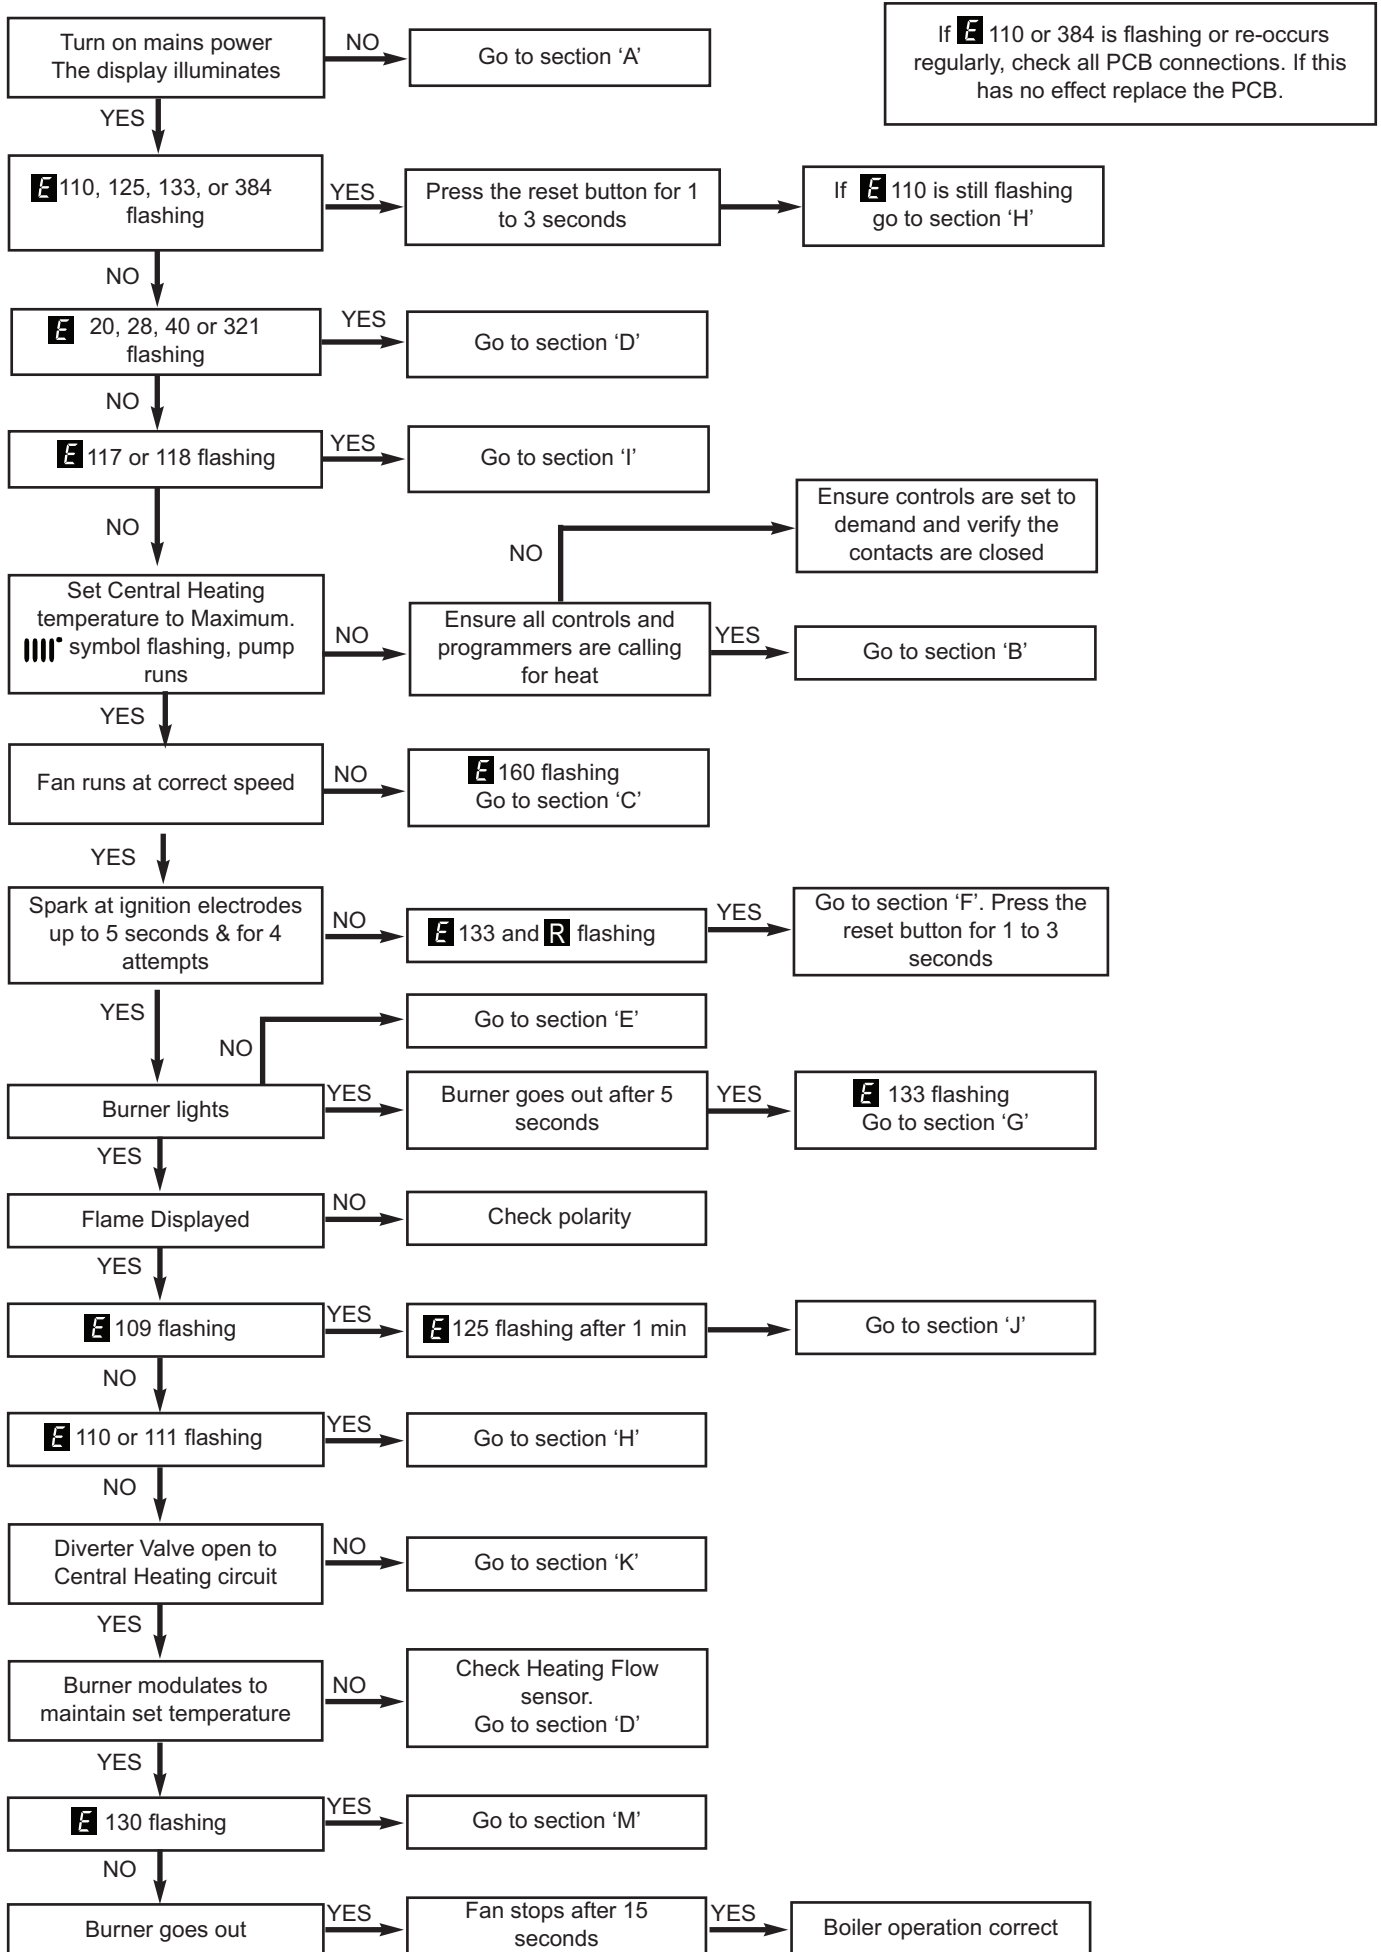 Turn on mains power
The display illuminates
NO
Go to section ‘A’
If E 110 or 384 is flashing or re-occurs
regularly, check all PCB connections. If this
has no effect replace the PCB.
YES
E 110, 125, 133, or 384
flashing
YES
Press the reset button for 1
to 3 seconds
If E 110 is still flashing
go to section ‘H’
NO
E 20, 28, 40 or 321
flashing
YES
Go to section ‘D’
NO
E 117 or 118 flashing
YES
Go to section ‘I’
NO
Set Central Heating
temperature to Maximum.
symbol flashing, pump
runs
NO
Ensure all controls and
programmers are calling
for heat
NO
Ensure controls are set to
demand and verify the
contacts are closed
YES
Go to section ‘B’
YES
Fan runs at correct speed
NO
E 160 flashing
Go to section ‘C’
YES
Spark at ignition electrodes
up to 5 seconds & for 4
attempts
NO
E 133 and R flashing
YES
Go to section ‘F’. Press the
reset button for 1 to 3
seconds
YES
NO
Go to section ‘E’
Burner lights
YES
Burner goes out after 5
seconds
YES
E 133 flashing
Go to section ‘G’
YES
Flame Displayed
NO
Check polarity
YES
E 109 flashing
YES
E 125 flashing after 1 min
Go to section ‘J’
NO
E 110 or 111 flashing
YES
Go to section ‘H’
NO
Diverter Valve open to
Central Heating circuit
NO
Go to section ‘K’
YES
Burner modulates to
maintain set temperature
NO
Check Heating Flow
sensor.
Go to section ‘D’
YES
E 130 flashing
YES
Go to section ‘M’
NO
Burner goes out
YES
Fan stops after 15
seconds
YES
Boiler operation correct